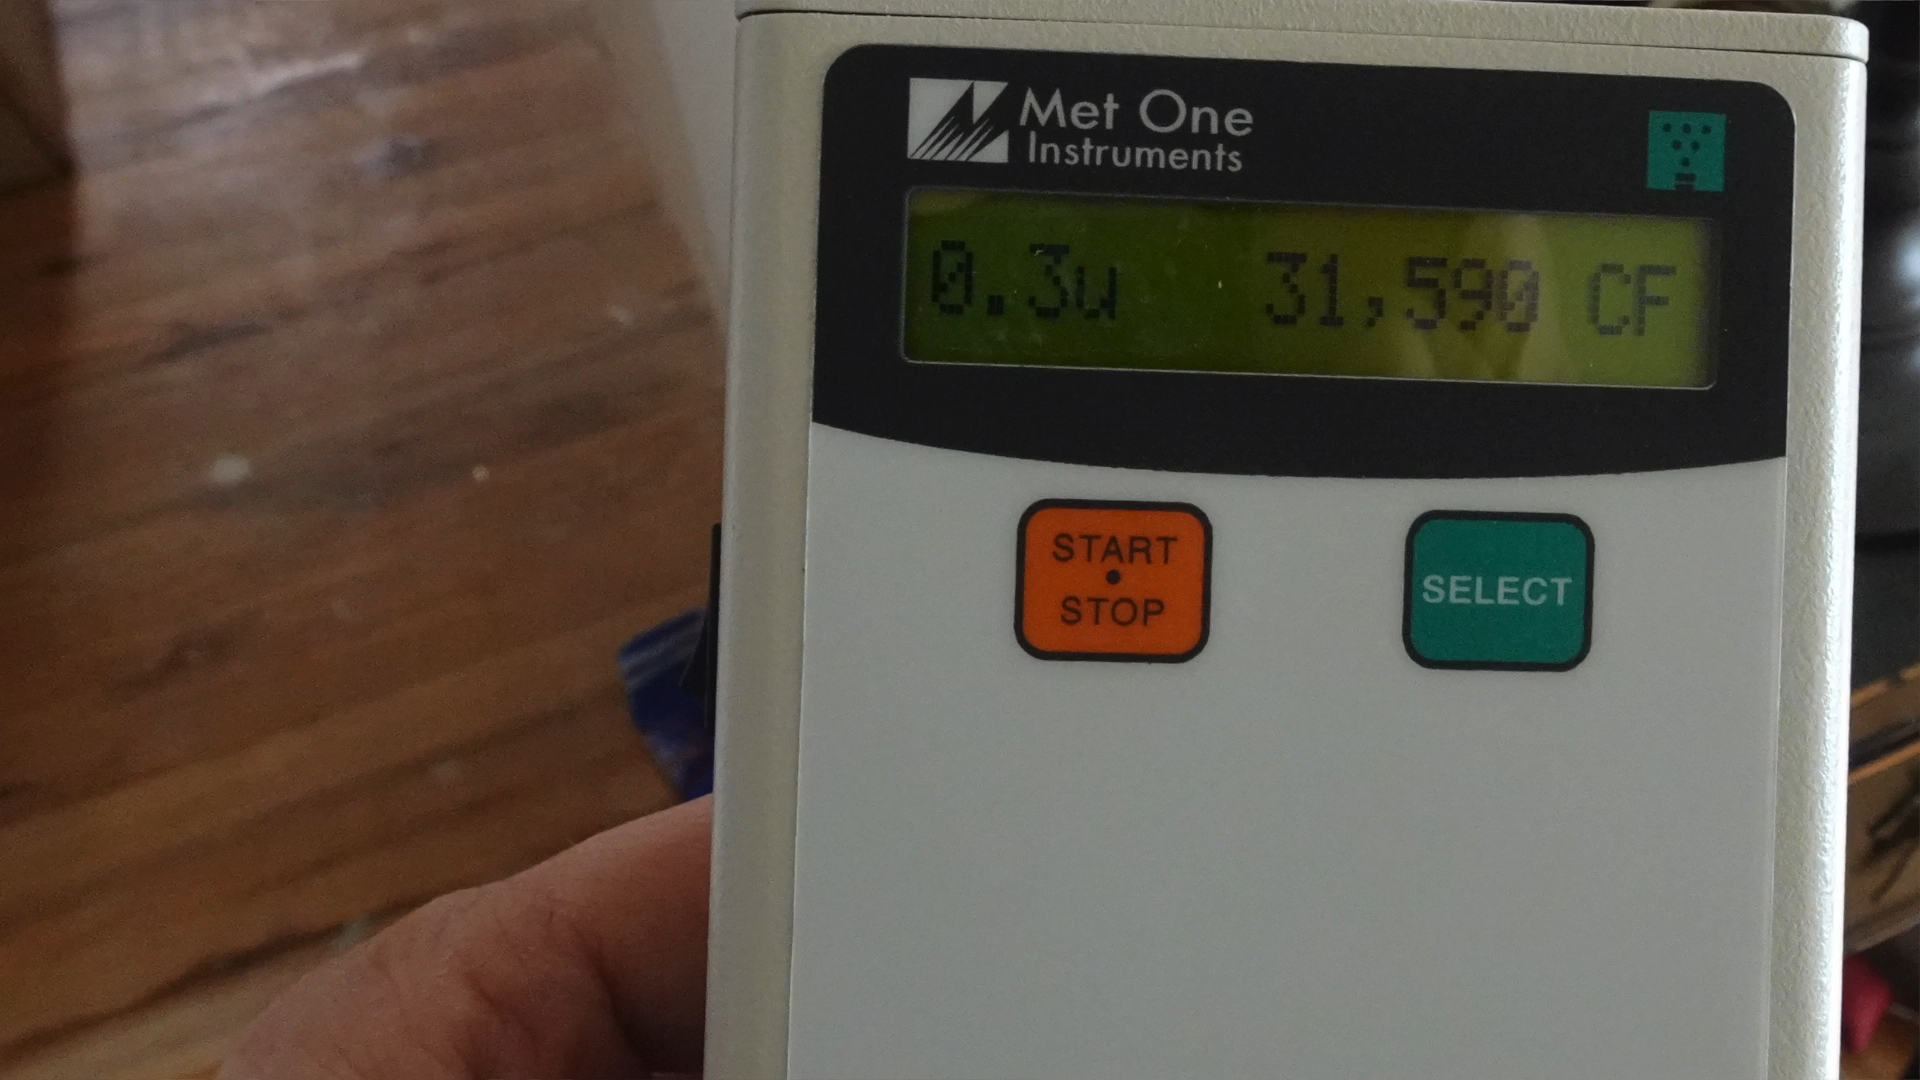 Met One
Instruments
0.3u 31,590 CF
START
STOP
SELECT